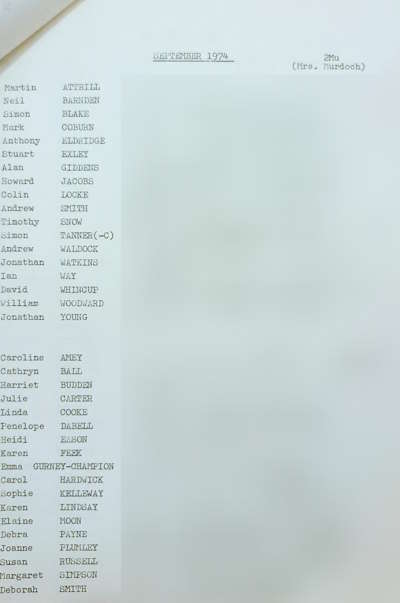 SEPTEMBER 1974
2Mu
(Mrs. Murdoch)
Martin ATTRILL
Neil BARNDEN
Simon BLAKE
Mark COBURN
Anthony ELDRIDGE
Stuart EXLEY
Alan GIDDENS
Howard JACOBS
Colin LOCKE
Andrew SMITH
Timothy SNOW
Simon TANNER(-C)
Andrew WALDOCK
Jonathan WATKINS
Ian WAY
David WHINCUP
William WOODWARD
Jonathan YOUNG
Caroline AMEY
Cathryn BALL
Harriet BUDDEN
Julie CARTER
Linda COOKE
Penelope DABELL
Heidi
Karen PEEK
Emma GURNEY-CHAMPION
Carol HARDWICK
Sophie KELLEWAY
Karen LINDSAY
Elaine MOON
Debra PAYNE
Joanne PLUMLEY
Susan RUSSELL
Margaret SIMPSON
Deborah SMITH